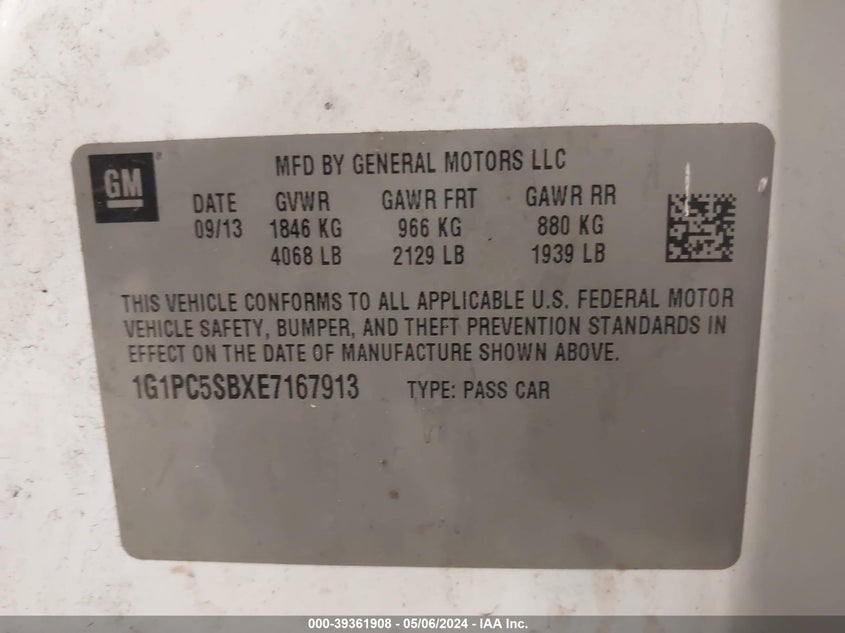 GM
MFD BY GENERAL MOTORS LLC
DATE GVWR GAWR FRT GAWR RR
09/13 1846 KG 966 KG 880 KG
4068 LB 2129 LB 1939 LB
THIS VEHICLE CONFORMS TO ALL APPLICABLE U.S. FEDERAL MOTOR
VEHICLE SAFETY, BUMPER, AND THEFT PREVENTION STANDARDS IN
EFFECT ON THE DATE OF MANUFACTURE SHOWN ABOVE.
1G1PC5SBXE7167913 TYPE: PASS CAR
000-39361908 - 05/06/2024 - IAA Inc.